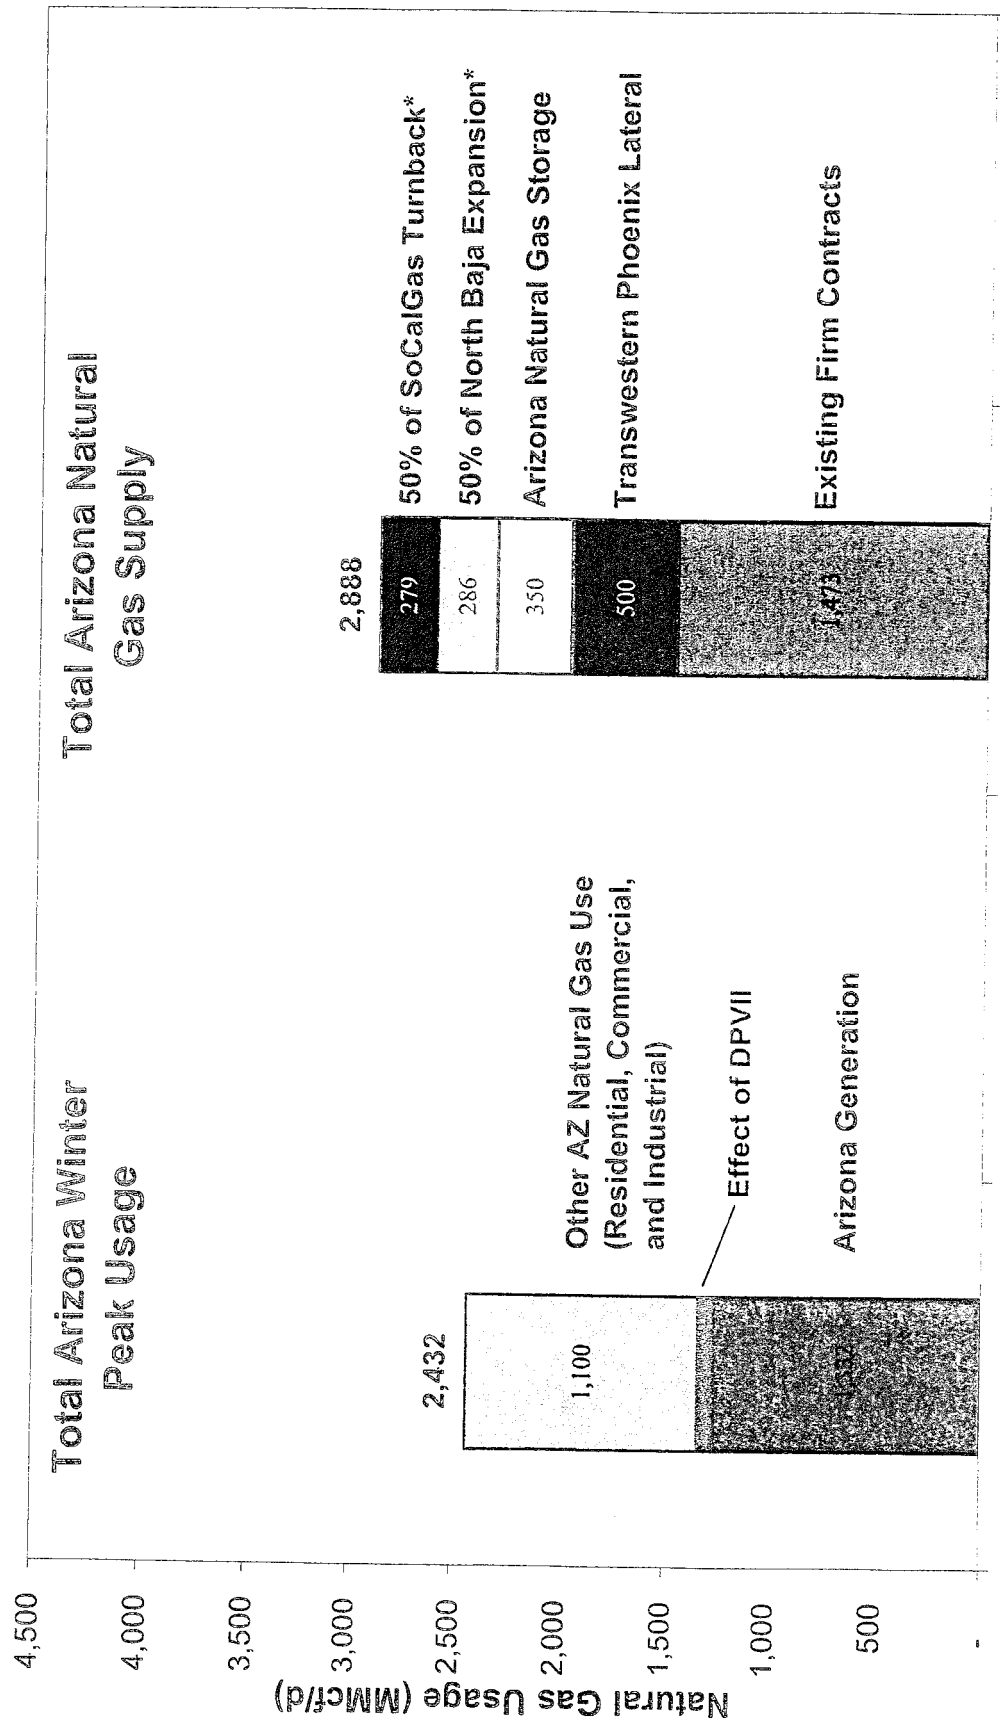 Total Arizona Winter
Peak Usage
Total Arizona Natural
Gas Supply
Natural Gas Usage (MMcf/d)
4,500
4,000
3,500
3,000
2,500
2,000
1,500
1,000
500
-
2,432
1,100
Other AZ Natural Gas Use
(Residential, Commercial,
and Industrial)
Effect of DPVII
Arizona Generation
2,888
279
50% of SoCalGas Turnback*
286
50% of North Baja Expansion*
350
Arizona Natural Gas Storage
500
Transwestern Phoenix Lateral
1,473
Existing Firm Contracts